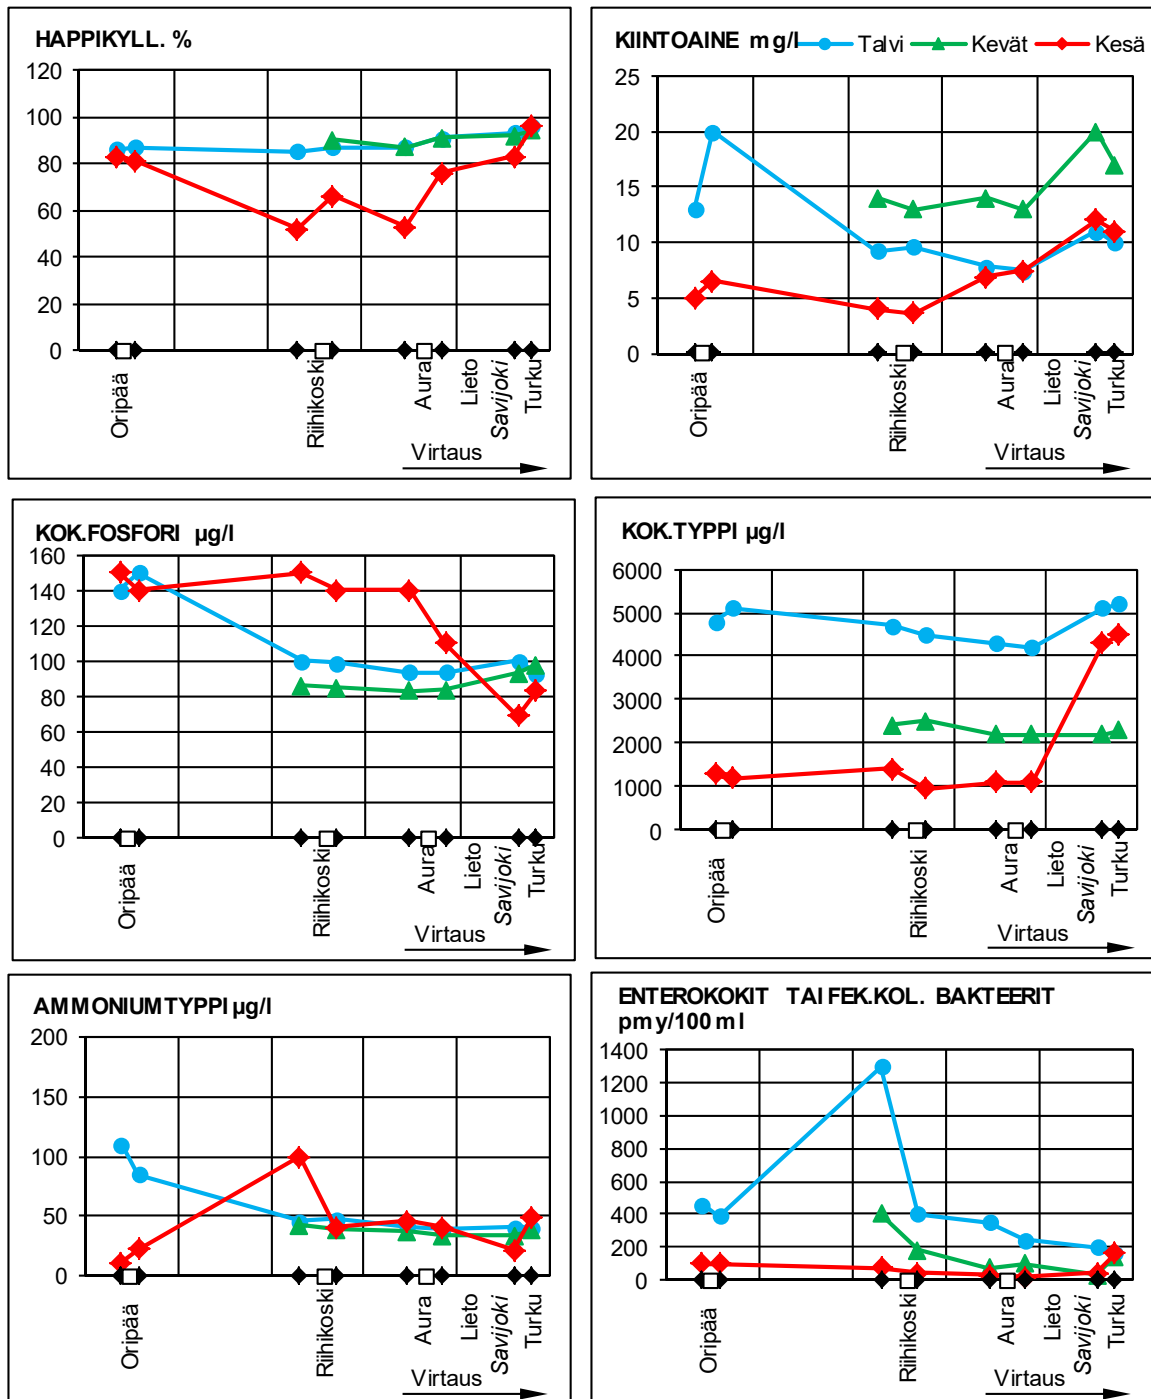 HAPPIKYLL. %
120
100
80
60
40
20
0
Oripää
Riihikoski
Aura
Lieto
Savijoki
Turku
Virtaus
KIINTOAINE mg/l
Talvi
Kevät
Kesä
25
20
15
10
5
0
Oripää
Riihikoski
Aura
Lieto
Savijoki
Turku
Virtaus
KOK.FOSFORI µg/l
160
140
120
100
80
60
40
20
0
Oripää
Riihikoski
Aura
Lieto
Savijoki
Turku
Virtaus
KOK.TYPPI µg/l
6000
5000
4000
3000
2000
1000
0
Oripää
Riihikoski
Aura
Lieto
Savijoki
Turku
Virtaus
AMMONIUMTYPPI µg/l
200
150
100
50
0
Oripää
Riihikoski
Aura
Lieto
Savijoki
Turku
Virtaus
ENTEROKOKIT TAI FEK.KOL. BAKTEERIT
pmy/100 ml
1400
1200
1000
800
600
400
200
0
Oripää
Riihikoski
Aura
Lieto
Savijoki
Turku
Virtaus